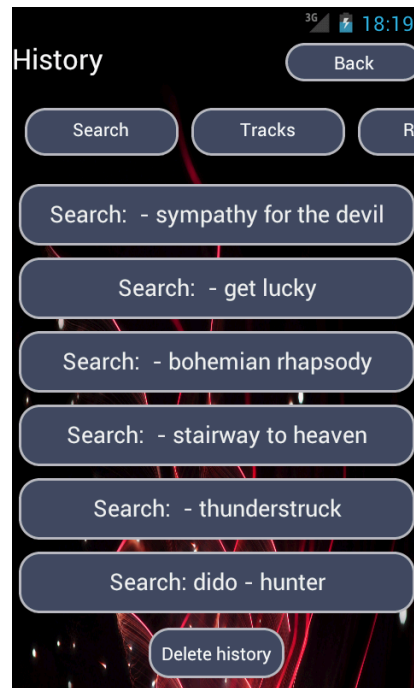 3G 18:19
History Back
Search Tracks R
Search:  - sympathy for the devil
Search:  - get lucky
Search:  - bohemian rhapsody
Search:  - stairway to heaven
Search:  - thunderstruck
Search: dido - hunter
Delete history